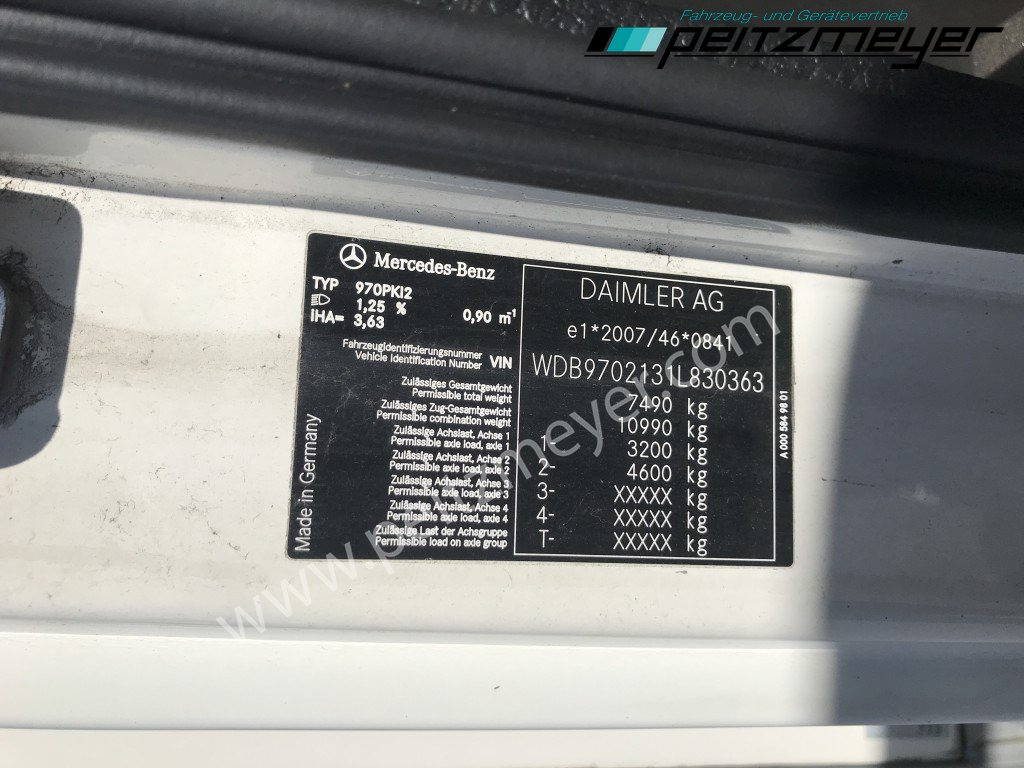 Fahrzeug- und Gerätevertrieb
peitzmeyer
Mercedes-Benz
TYP 970PK12
1,25 %
IHA= 3,63 0,90 m¹
Fahrzeugidentifizierungsnummer
Vehicle Identification Number VIN
Zulässiges Gesamtgewicht
Permissible total weight
Zulässiges Zug-Gesamtgewicht
Permissible combination weight
Zulässige Achslast, Achse 1
Permissible axle load, axle 1
Zulässige Achslast, Achse 2
Permissible axle load, axle 2
Zulässige Achslast, Achse 3
Permissible axle load, axle 3
Zulässige Achslast, Achse 4
Permissible axle load, axle 4
Zulässige Last der Achsgruppe
Permissible load on axle group
Made in Germany
DAIMLER AG
e1*2007/46*0841
WDB9702131L830363
7490 kg
10990 kg
1- 3200 kg
2- 4600 kg
3- XXXXX kg
4- XXXXX kg
T- XXXXX kg
A 000 584 98 01
www.peitzmeyer.com